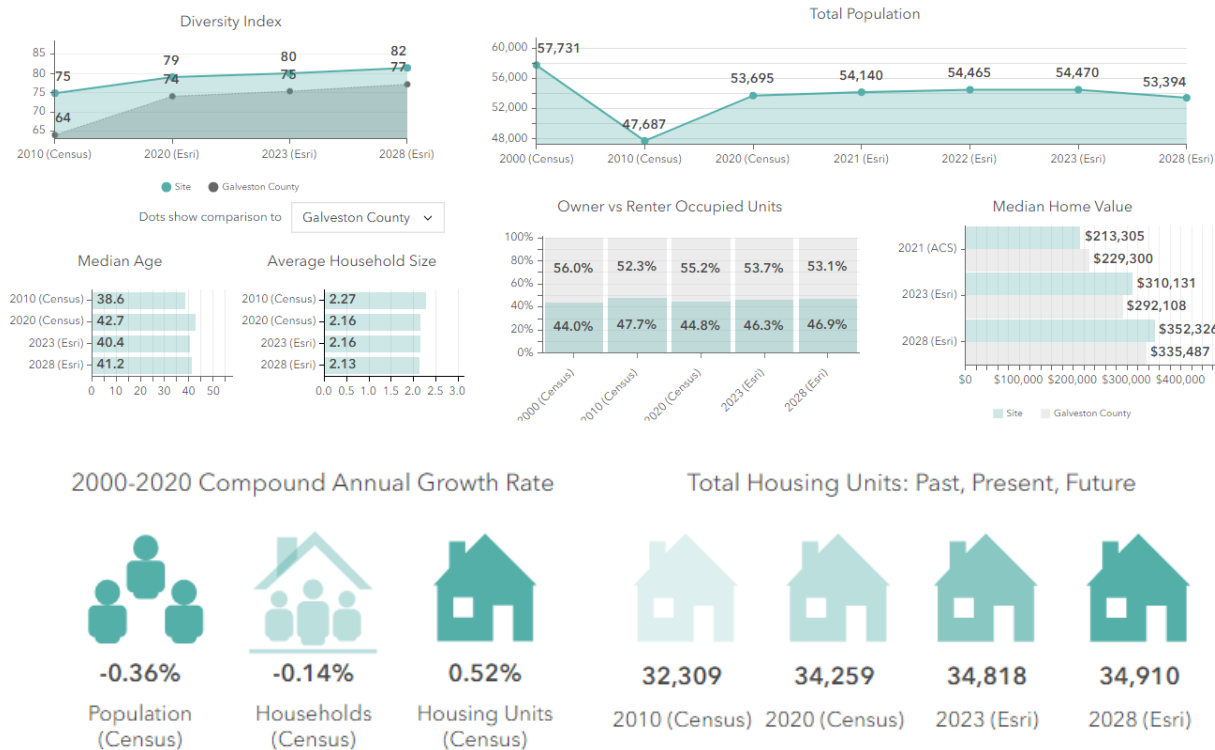 Diversity Index
85
80
75
70
65
75
79
80
82
64
74
75
77
2010 (Census)
2020 (Esri)
2023 (Esri)
2028 (Esri)
Site
Galveston County
Dots show comparison to
Galveston County
Total Population
60,000
56,000
52,000
48,000
57,731
47,687
53,695
54,140
54,465
54,470
53,394
2000 (Census)
2010 (Census)
2020 (Census)
2021 (Esri)
2022 (Esri)
2023 (Esri)
2028 (Esri)
Median Age
2010 (Census)
38.6
2020 (Census)
42.7
2023 (Esri)
40.4
2028 (Esri)
41.2
0
10
20
30
40
50
Average Household Size
2010 (Census)
2.27
2020 (Census)
2.16
2023 (Esri)
2.16
2028 (Esri)
2.13
0.0
0.5
1.0
1.5
2.0
2.5
3.0
Owner vs Renter Occupied Units
100%
80%
60%
40%
20%
0%
56.0%
52.3%
55.2%
53.7%
53.1%
44.0%
47.7%
44.8%
46.3%
46.9%
2000 (Census)
2010 (Census)
2020 (Census)
2023 (Esri)
2028 (Esri)
Median Home Value
2021 (ACS)
$213,305
$229,300
2023 (Esri)
$310,131
$292,108
2028 (Esri)
$352,326
$335,487
$0
$100,000
$200,000
$300,000
$400,000
Site
Galveston County
2000-2020 Compound Annual Growth Rate
-0.36%
Population
(Census)
-0.14%
Households
(Census)
0.52%
Housing Units
(Census)
Total Housing Units: Past, Present, Future
32,309
2010 (Census)
34,259
2020 (Census)
34,818
2023 (Esri)
34,910
2028 (Esri)